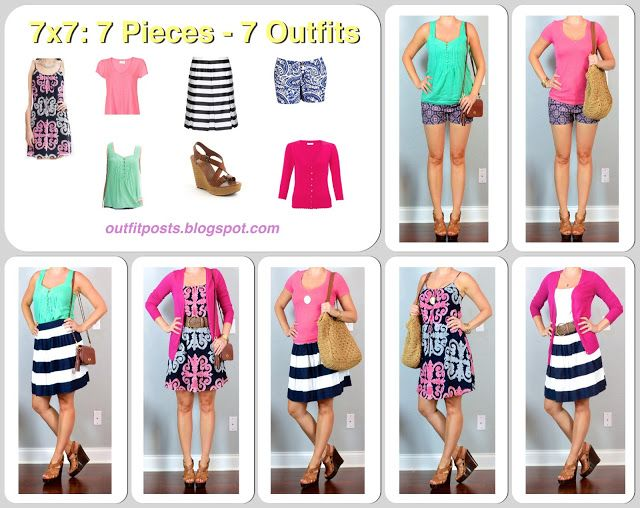 7x7: 7 Pieces - 7 Outfits
outfitposts.blogspot.com